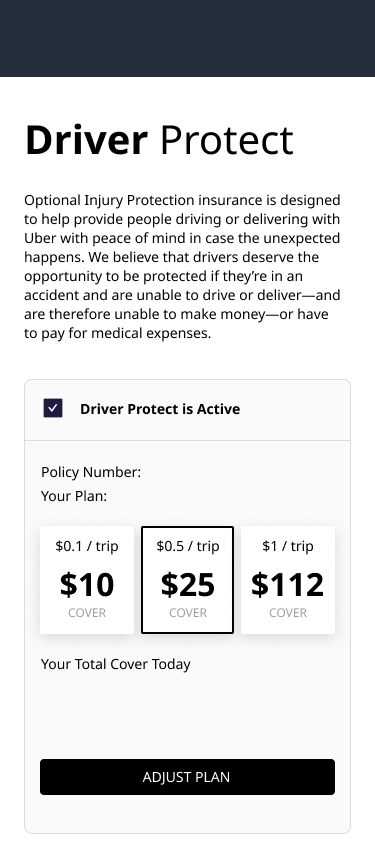 Driver Protect
Optional Injury Protection insurance is designed
to help provide people driving or delivering with
Uber with peace of mind in case the unexpected
happens. We believe that drivers deserve the
opportunity to be protected if they’re in an
accident and are unable to drive or deliver—and
are therefore unable to make money—or have
to pay for medical expenses.
Driver Protect is Active
Policy Number:
Your Plan:
$0.1 / trip
$10
COVER
$0.5 / trip
$25
COVER
$1 / trip
$112
COVER
Your Total Cover Today
ADJUST PLAN